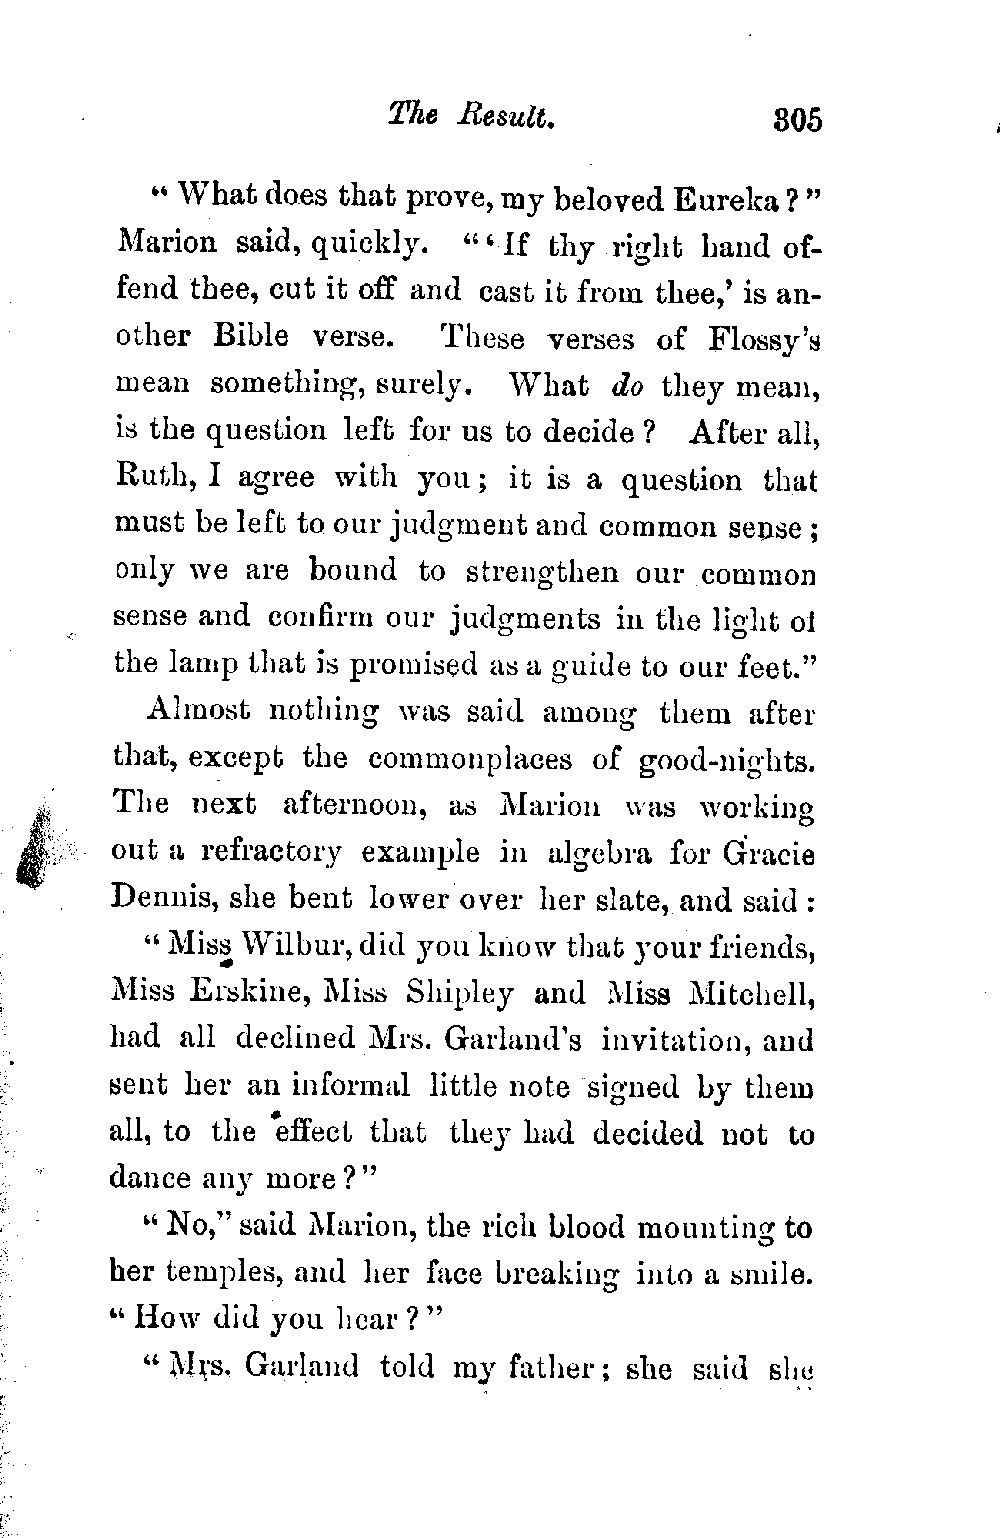 The Result. 305
“ What does that prove, my beloved Eureka ? ”
Marion said, quickly. “ ‘ If thy right hand of-
fend thee, cut it off and cast it from thee,’ is an-
other Bible verse. These verses of Flossy’s
mean something, surely. What do they mean,
is the question left for us to decide ? After all,
Ruth, I agree with you ; it is a question that
must be left to our judgment and common sense ;
only we are bound to strengthen our common
sense and confirm our judgments in the light of
the lamp that is promised as a guide to our feet.”
Almost nothing was said among them after
that, except the commonplaces of good-nights.
The next afternoon, as Marion was working
out a refractory example in algebra for Gracie
Dennis, she bent lower over her slate, and said :
“ Miss Wilbur, did you know that your friends,
Miss Erskine, Miss Shipley and Miss Mitchell,
had all declined Mrs. Garland’s invitation, and
sent her an informal little note signed by them
all, to the effect that they had decided not to
dance any more ? ”
“ No,” said Marion, the rich blood mounting to
her temples, and her face breaking into a smile.
“ How did you hear ? ”
“ Mrs. Garland told my father ; she said she